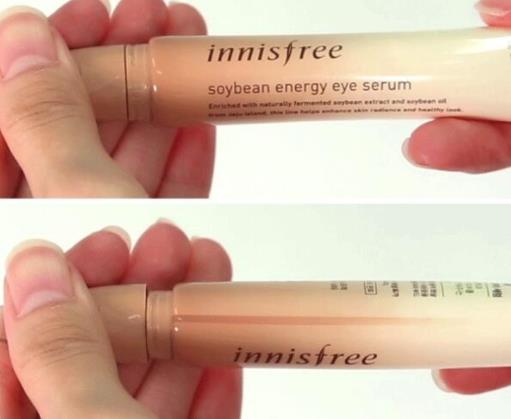 innisfree
soybean energy eye serum
Enriched with naturally fermented soybean extract and soybean oil
from Jeju island, this line helps enhance skin radiance and healthy look.
innisfree